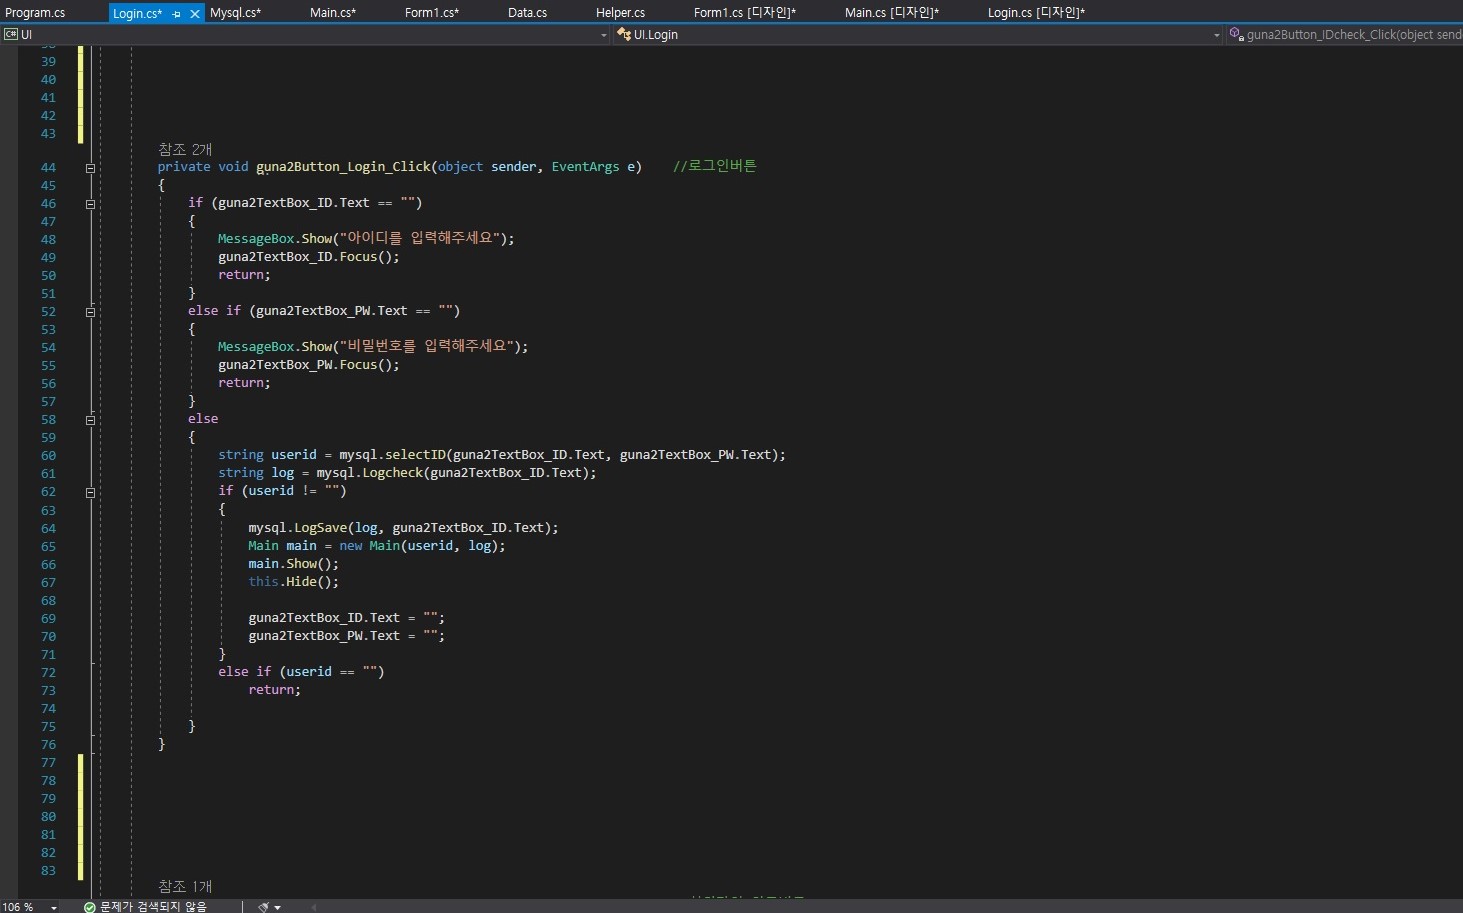 Program.cs Login.cs* Mysql.cs* Main.cs* Form1.cs* Data.cs Helper.cs Form1.cs [디자인]* Main.cs [디자인]* Login.cs [디자인]*
C# UI UI.Login guna2Button_IDcheck_Click(object send
39
40
41
42
43
참조 2개
44 private void guna2Button_Login_Click(object sender, EventArgs e) //로그인버튼
45 {
46 if (guna2TextBox_ID.Text == "")
47 {
48 MessageBox.Show("아이디를 입력해주세요");
49 guna2TextBox_ID.Focus();
50 return;
51 }
52 else if (guna2TextBox_PW.Text == "")
53 {
54 MessageBox.Show("비밀번호를 입력해주세요");
55 guna2TextBox_PW.Focus();
56 return;
57 }
58 else
59 {
60 string userid = mysql.selectID(guna2TextBox_ID.Text, guna2TextBox_PW.Text);
61 string log = mysql.Logcheck(guna2TextBox_ID.Text);
62 if (userid != "")
63 {
64 mysql.LogSave(log, guna2TextBox_ID.Text);
65 Main main = new Main(userid, log);
66 main.Show();
67 this.Hide();
68
69 guna2TextBox_ID.Text = "";
70 guna2TextBox_PW.Text = "";
71 }
72 else if (userid == "")
73 return;
74
75 }
76 }
77
78
79
80
81
82
83
참조 1개
106 % 문제가 검색되지 않음